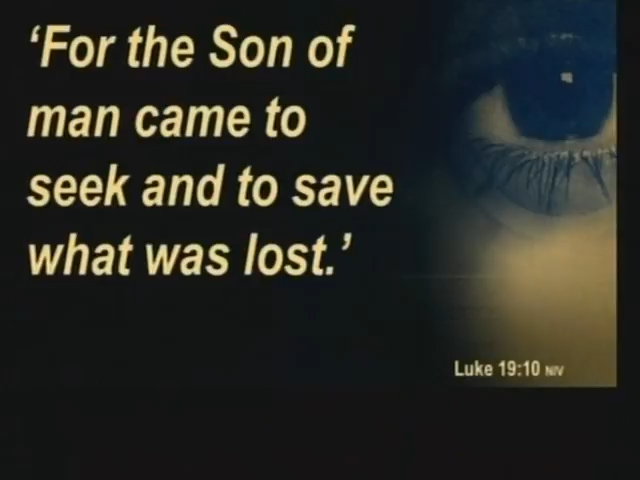 ‘For the Son of
man came to
seek and to save
what was lost.’
Luke 19:10 NIV